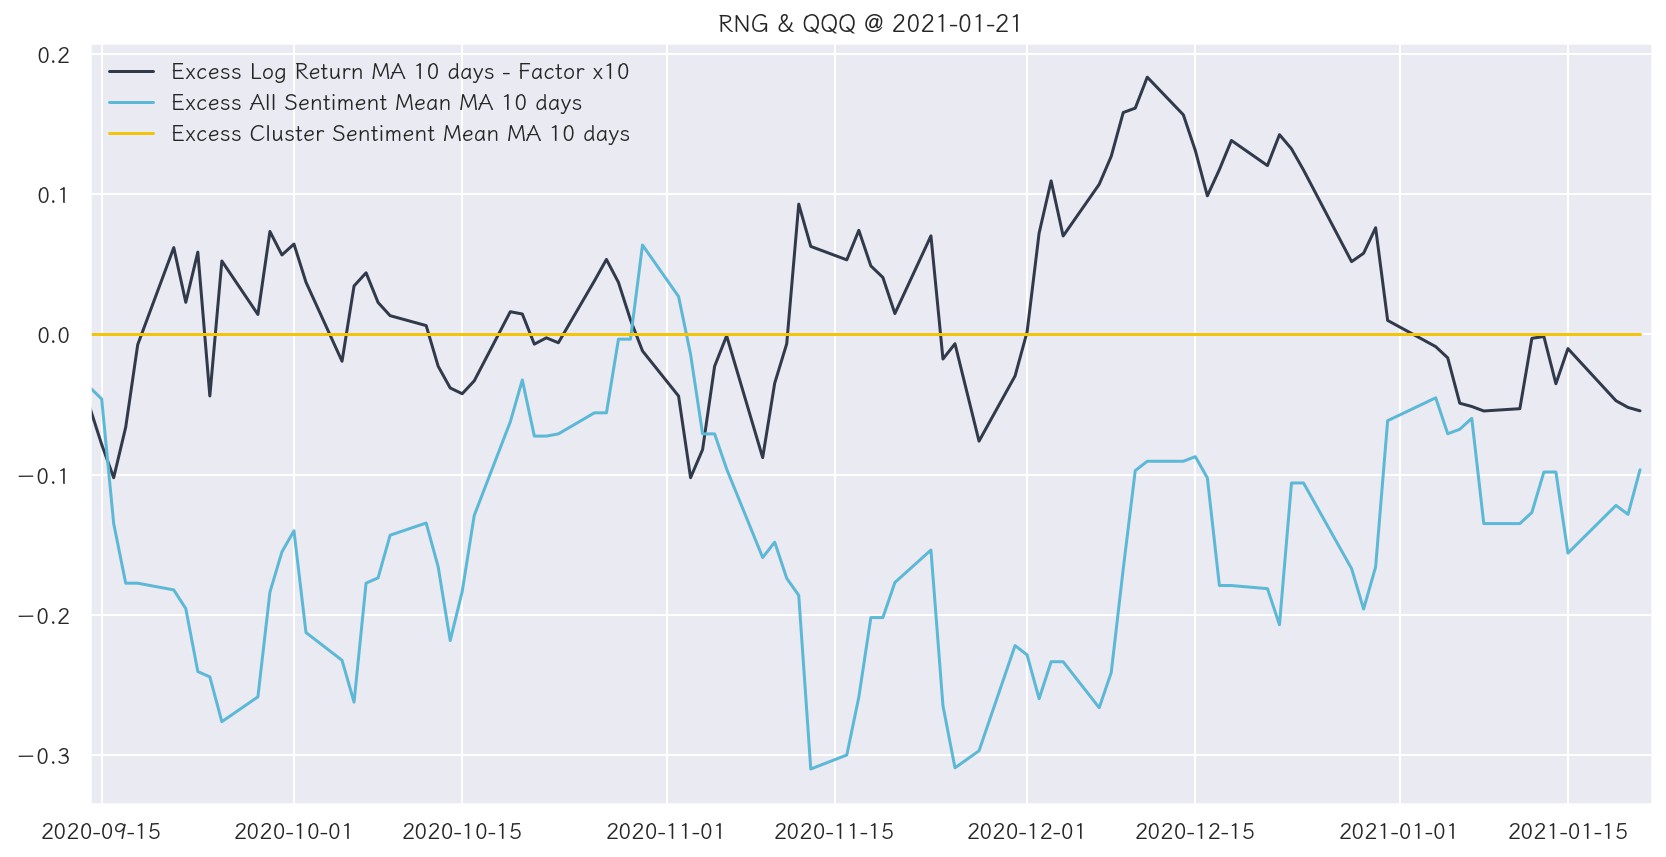 RNG & QQQ @ 2021-01-21
Excess Log Return MA 10 days - Factor x10
Excess All Sentiment Mean MA 10 days
Excess Cluster Sentiment Mean MA 10 days
0.2
0.1
0.0
−0.1
−0.2
−0.3
2020-09-15 2020-10-01 2020-10-15 2020-11-01 2020-11-15 2020-12-01 2020-12-15 2021-01-01 2021-01-15